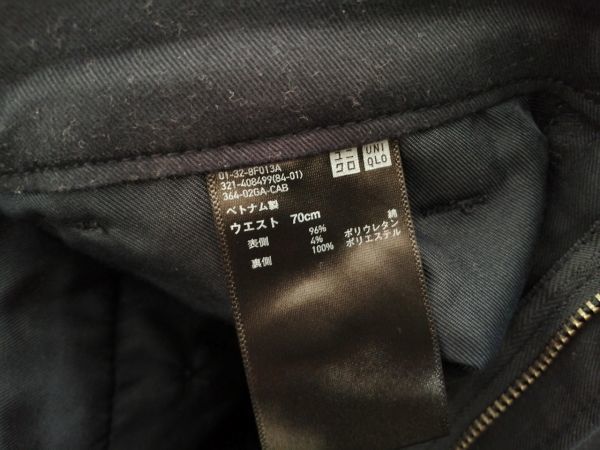 ユニ
クロ
UNI
QLO
01-32-8F013A
321-408499(84-01)
364-02GA-CAB
ベトナム製
ウエスト 70cm
表側 96% 綿
4% ポリウレタン
裏側 100% ポリエステル